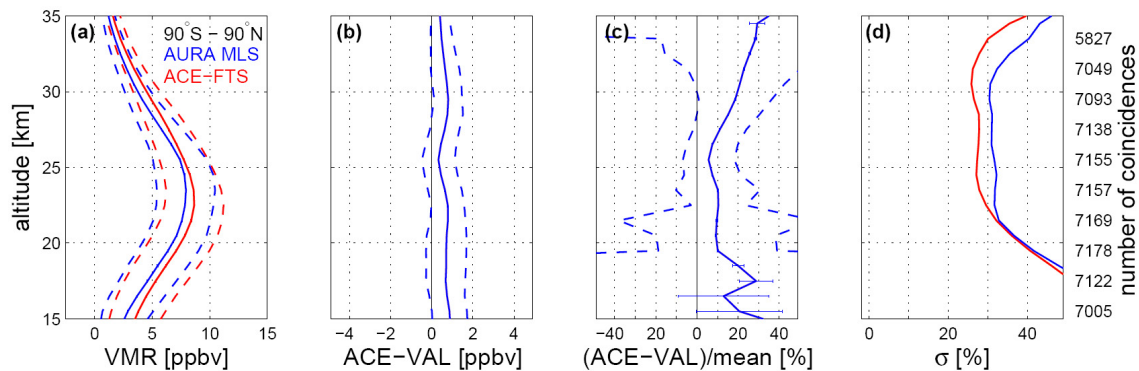 (a) 90°S − 90°N
AURA MLS
ACE−FTS
altitude [km]
35
30
25
20
15
0 5 10 15
VMR [ppbv]
(b)
−4 −2 0 2 4
ACE−VAL [ppbv]
(c)
−40 −20 0 20 40
(ACE−VAL)/mean [%]
(d)
0 20 40
σ [%]
5827
7049
7093
7138
7155
7157
7169
7178
7122
7005
number of coincidences